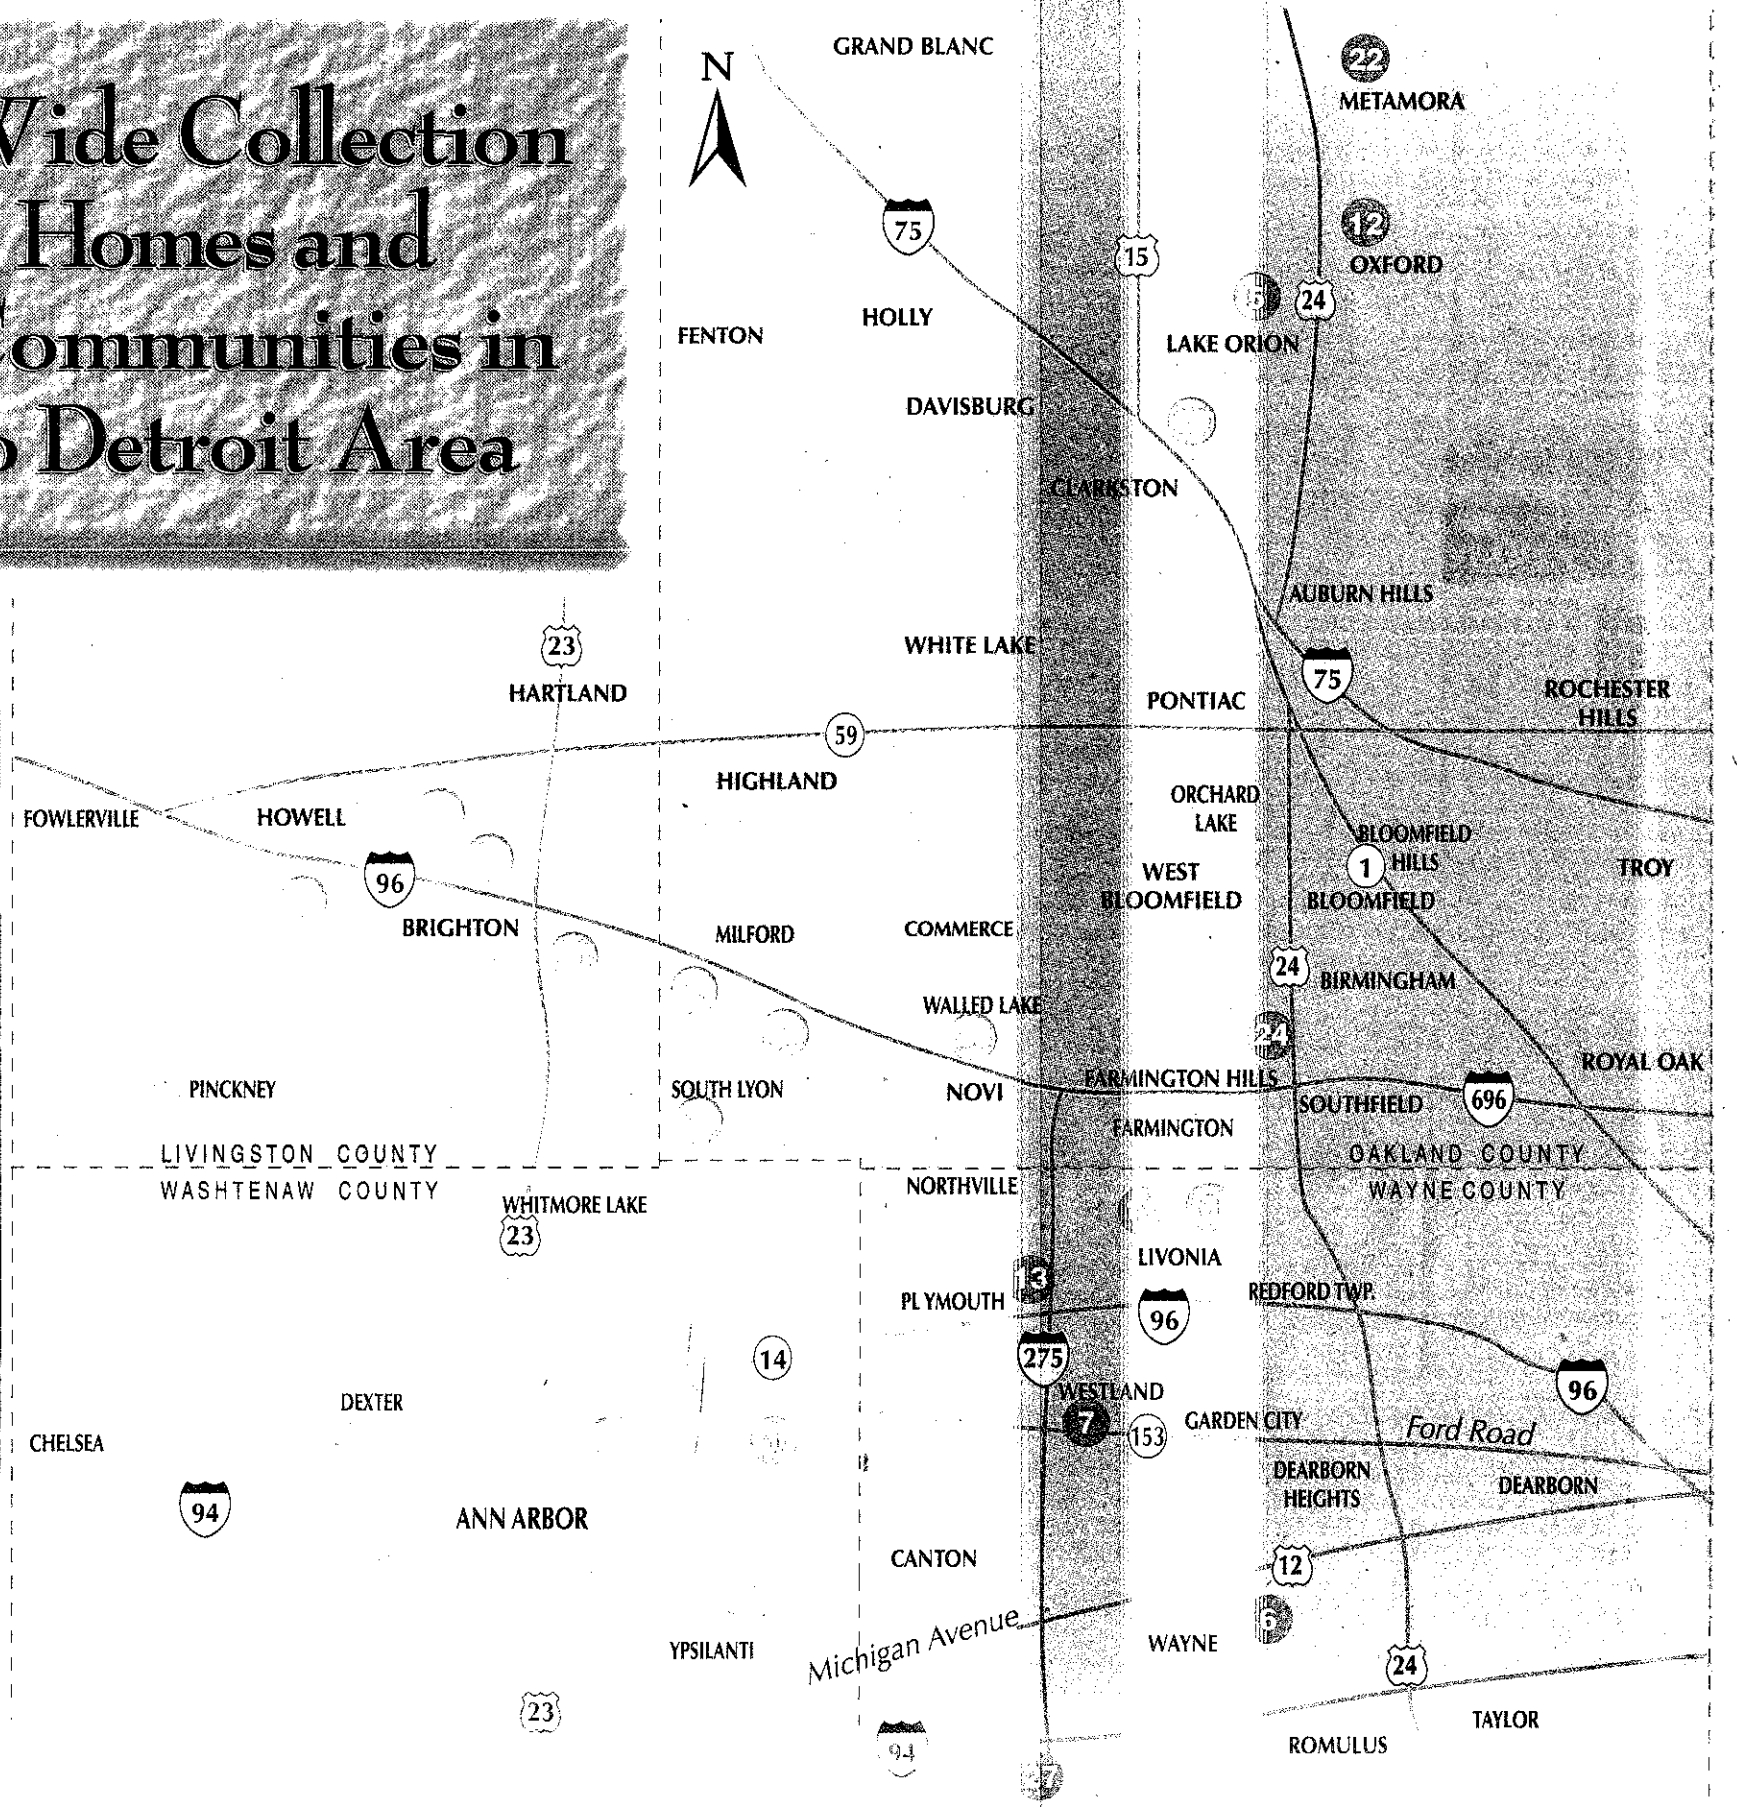 Wide Collection
Homes and
Communities in
Detroit Area
N
GRAND BLANC
22
METAMORA
75
12
OXFORD
15
24
HOLLY
FENTON
LAKE ORION
DAVISBURG
CLARKSTON
AUBURN HILLS
23
WHITE LAKE
HARTLAND
75
PONTIAC
ROCHESTER
HILLS
59
HIGHLAND
ORCHARD
LAKE
FOWLERVILLE
HOWELL
BLOOMFIELD
HILLS
1
TROY
96
WEST
BLOOMFIELD
BLOOMFIELD
BRIGHTON
MILFORD
COMMERCE
24
BIRMINGHAM
WALLED LAKE
24
ROYAL OAK
PINCKNEY
SOUTH LYON
NOVI
FARMINGTON HILLS
SOUTHFIELD
696
FARMINGTON
LIVINGSTON COUNTY
OAKLAND COUNTY
WASHTENAW COUNTY
WAYNE COUNTY
NORTHVILLE
WHITMORE LAKE
23
LIVONIA
13
REDFORD TWP.
PLYMOUTH
96
14
275
96
DEXTER
WESTLAND
7
153
GARDEN CITY
Ford Road
CHELSEA
DEARBORN
HEIGHTS
DEARBORN
94
ANN ARBOR
CANTON
12
6
Michigan Avenue
WAYNE
YPSILANTI
24
23
TAYLOR
94
ROMULUS